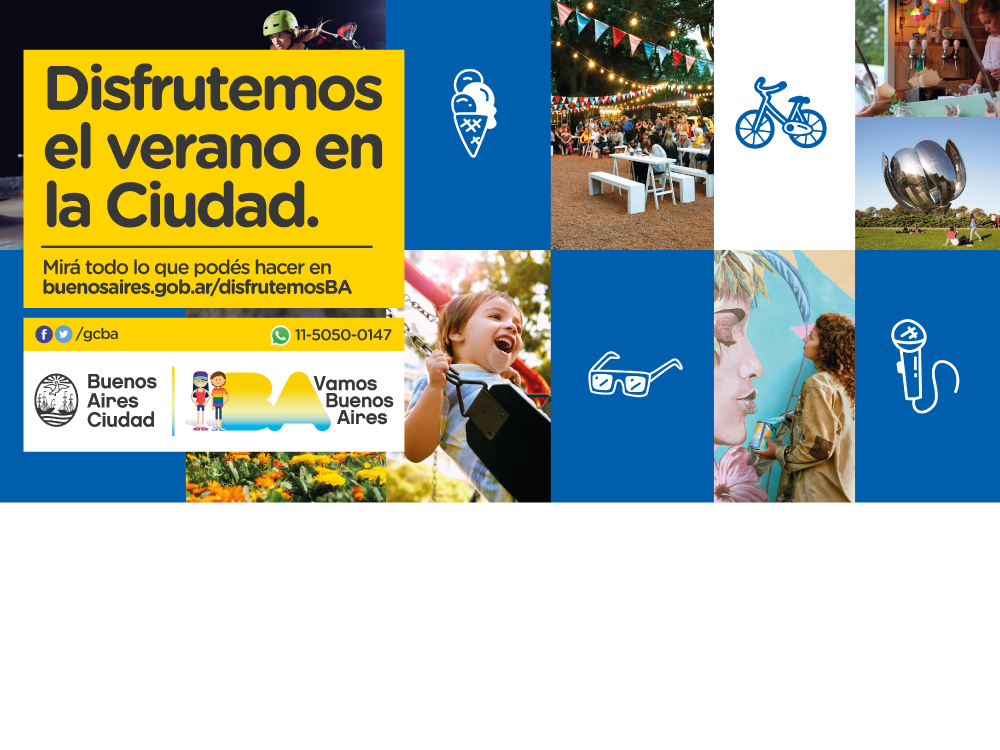 Disfrutemos
el verano en
la Ciudad.
Mirá todo lo que podés hacer en
buenosaires.gob.ar/disfrutemosBA
/gcba
11-5050-0147
Buenos
Aires
Ciudad
BA
Vamos
Buenos
Aires